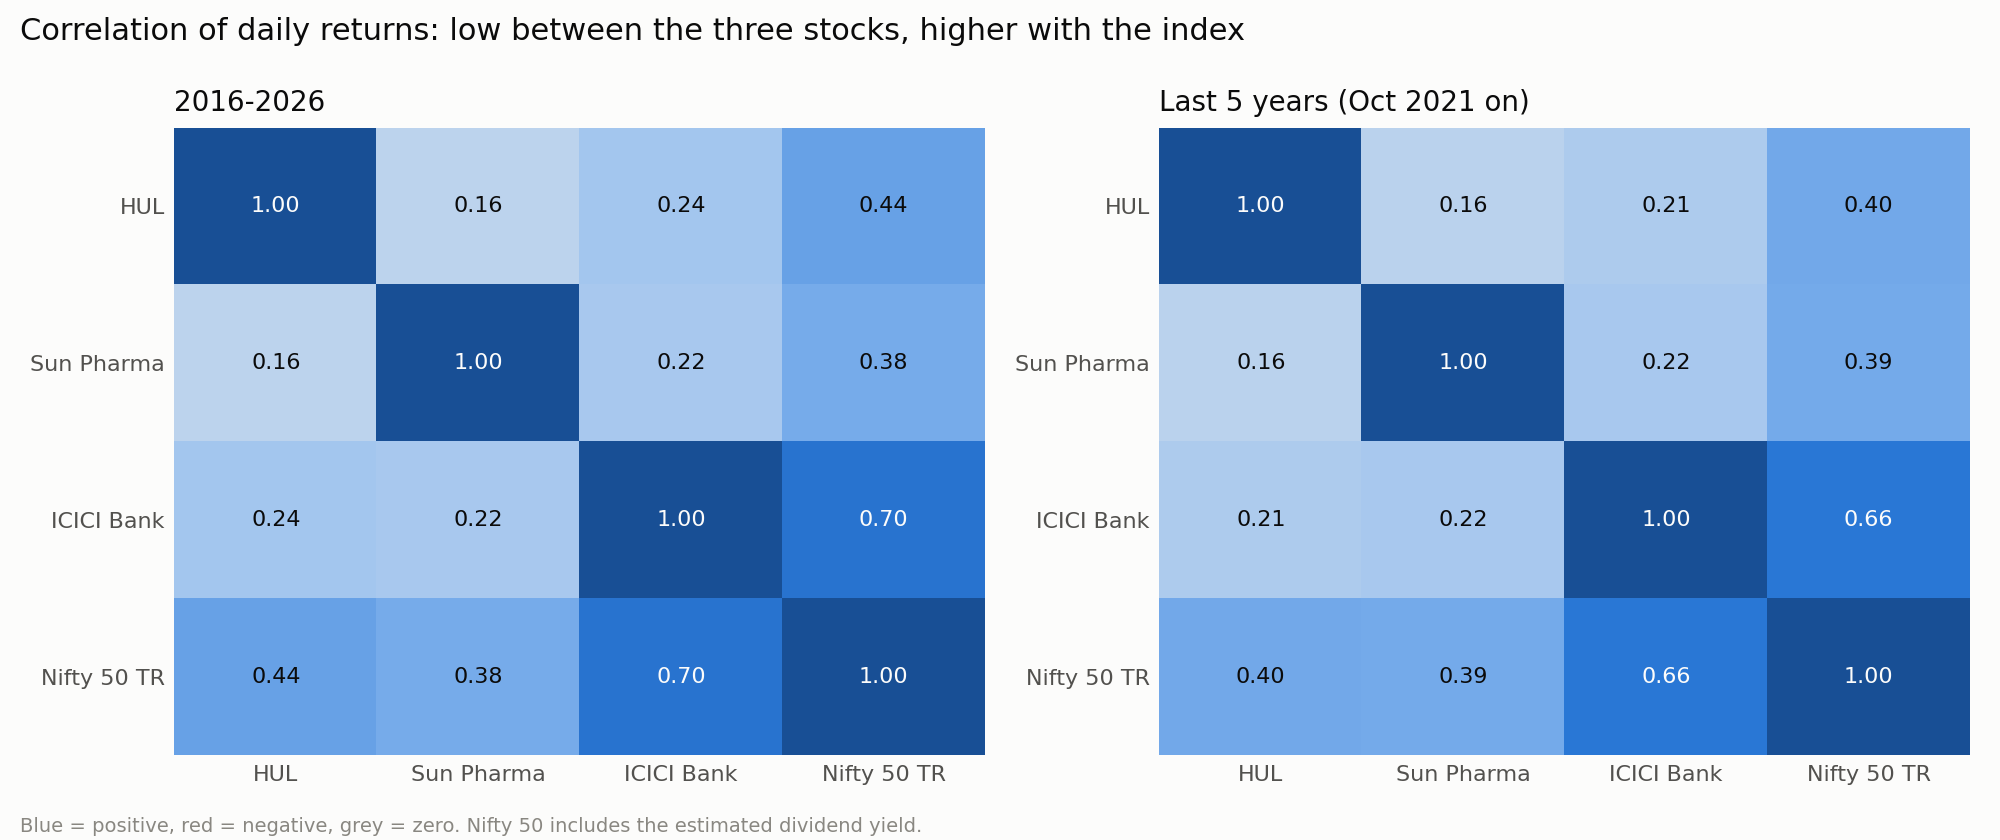 Correlation of daily returns: low between the three stocks, higher with the index
2016-2026
HUL 1.00 0.16 0.24 0.44
Sun Pharma 0.16 1.00 0.22 0.38
ICICI Bank 0.24 0.22 1.00 0.70
Nifty 50 TR 0.44 0.38 0.70 1.00
HUL Sun Pharma ICICI Bank Nifty 50 TR
Last 5 years (Oct 2021 on)
HUL 1.00 0.16 0.21 0.40
Sun Pharma 0.16 1.00 0.22 0.39
ICICI Bank 0.21 0.22 1.00 0.66
Nifty 50 TR 0.40 0.39 0.66 1.00
HUL Sun Pharma ICICI Bank Nifty 50 TR
Blue = positive, red = negative, grey = zero. Nifty 50 includes the estimated dividend yield.